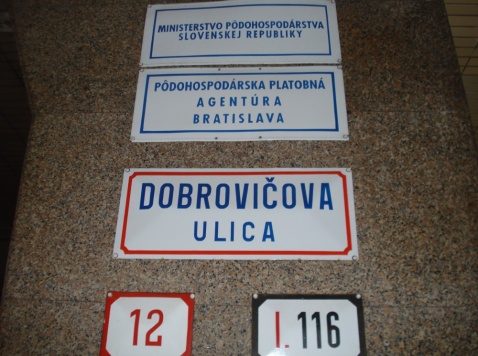 MINISTERSTVO PÔDOHOSPODÁRSTVA
SLOVENSKEJ REPUBLIKY
PÔDOHOSPODÁRSKA PLATOBNÁ
AGENTÚRA
BRATISLAVA
DOBROVIČOVA
ULICA
12
I. 116